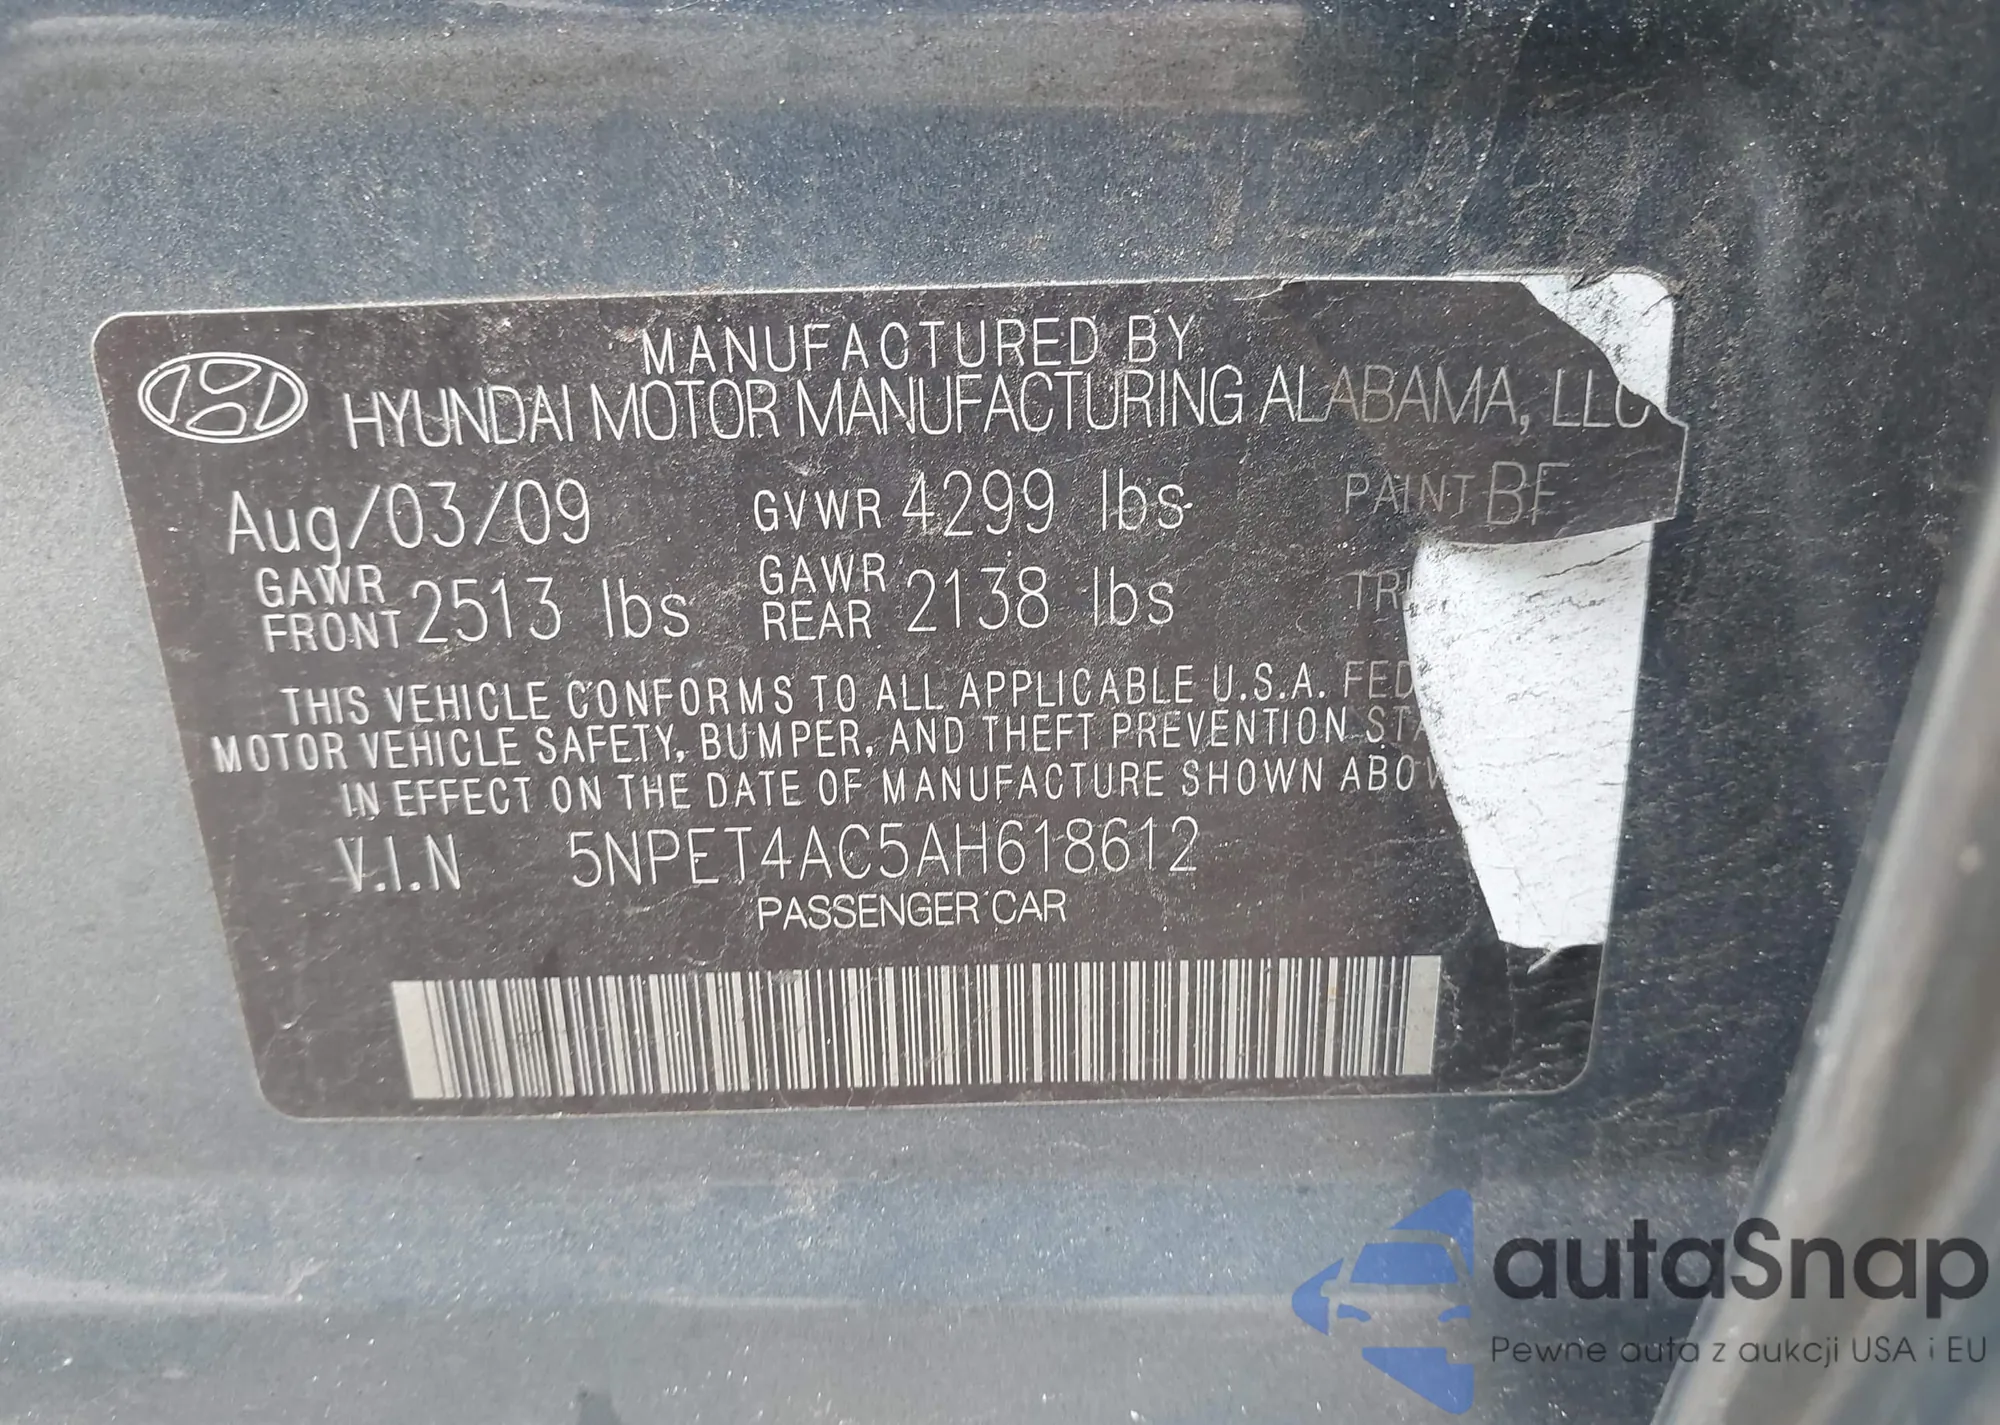 MANUFACTURED BY
HYUNDAI MOTOR MANUFACTURING ALABAMA, LLC
Aug/03/09 GVWR 4299 lbs PAINT BF
GAWR FRONT 2513 lbs GAWR REAR 2138 lbs
THIS VEHICLE CONFORMS TO ALL APPLICABLE U.S.A. FED
MOTOR VEHICLE SAFETY, BUMPER, AND THEFT PREVENTION STA
IN EFFECT ON THE DATE OF MANUFACTURE SHOWN ABOV
V.I.N 5NPET4AC5AH618612
PASSENGER CAR
autaSnap
Pewne auta z aukcji USA i EU